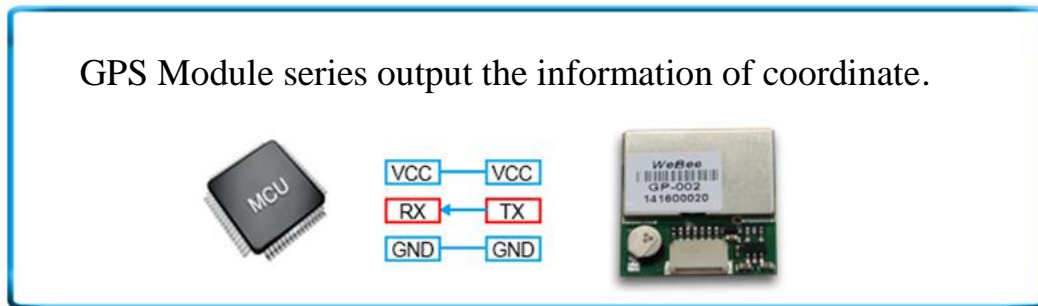 GPS Module series output the information of coordinate.
MCU
VCC VCC
RX TX
GND GND
WeBee
GP-002
141600020